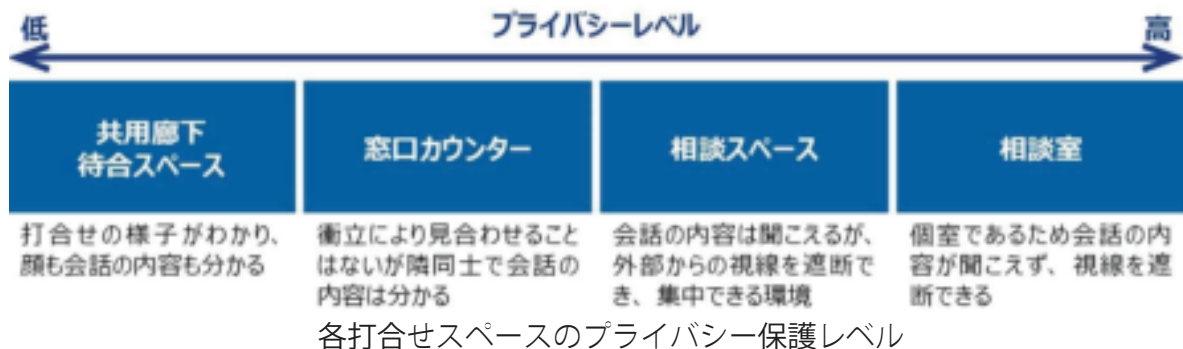 低 プライバシーレベル 高
共用廊下
待合スペース
打合せの様子がわかり、
顔も会話の内容も分かる
窓口カウンター
衝立により見合わせること
はないが隣同士で会話の
内容は分かる
相談スペース
会話の内容は聞こえるが、
外部からの視線を遮断で
き、集中できる環境
相談室
個室であるため会話の内
容が聞こえず、視線を遮
断できる
各打合せスペースのプライバシー保護レベル